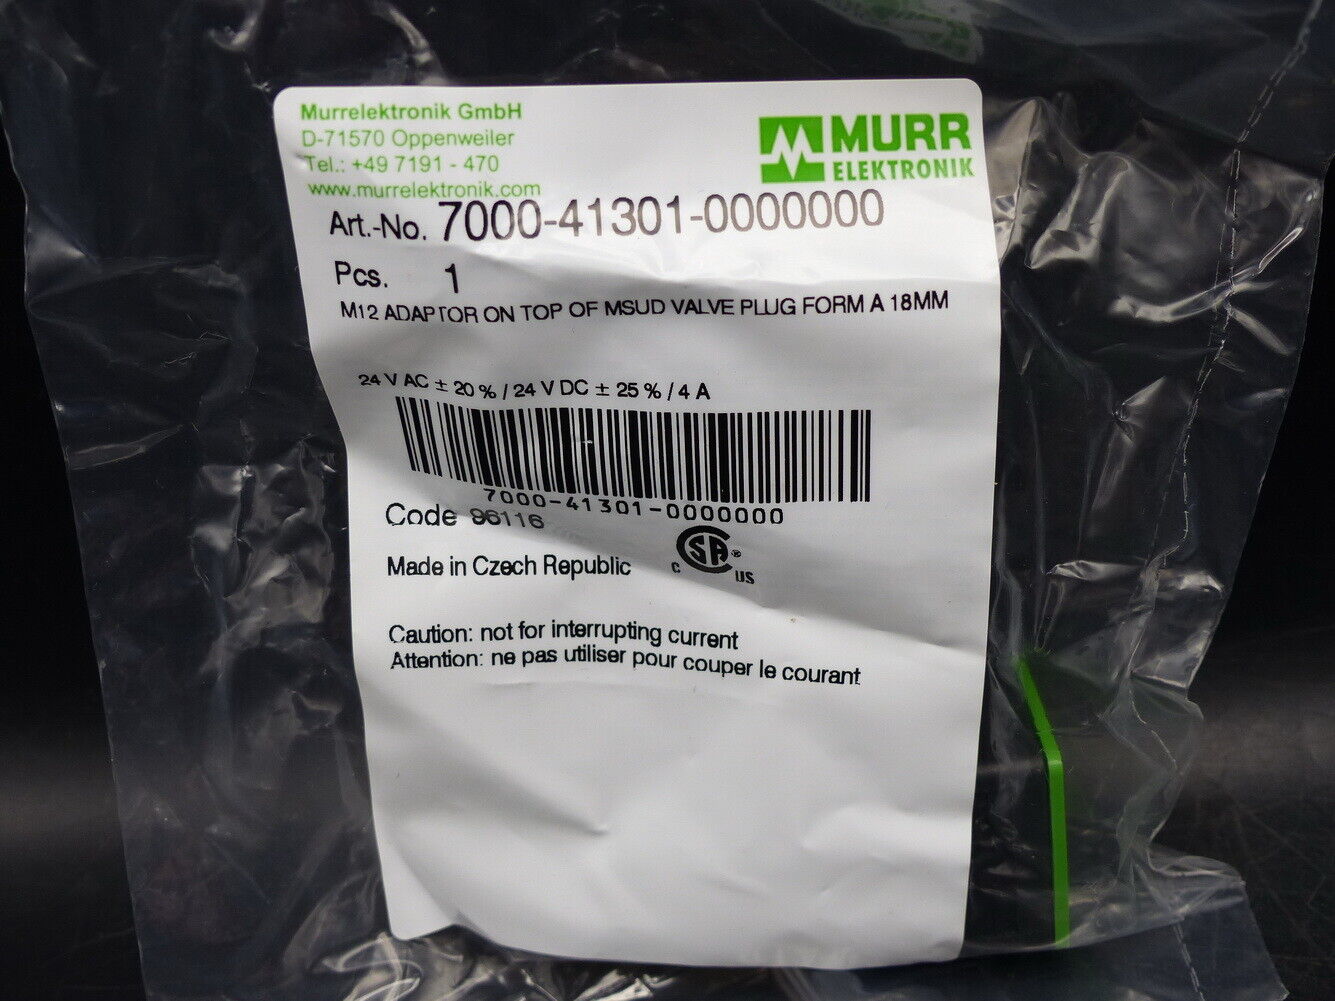 Murrelektronik GmbH
D-71570 Oppenweiler
Tel.: +49 7191 - 470
www.murrelektronik.com
MURR
ELEKTRONIK
Art.-No. 7000-41301-0000000
Pcs. 1
M12 ADAPTOR ON TOP OF MSUD VALVE PLUG FORM A 18MM
24 V AC ± 20 % / 24 V DC ± 25 % / 4 A
7000-41301-0000000
Code 96116
Made in Czech Republic
C SA ® US
Caution: not for interrupting current
Attention: ne pas utiliser pour couper le courant